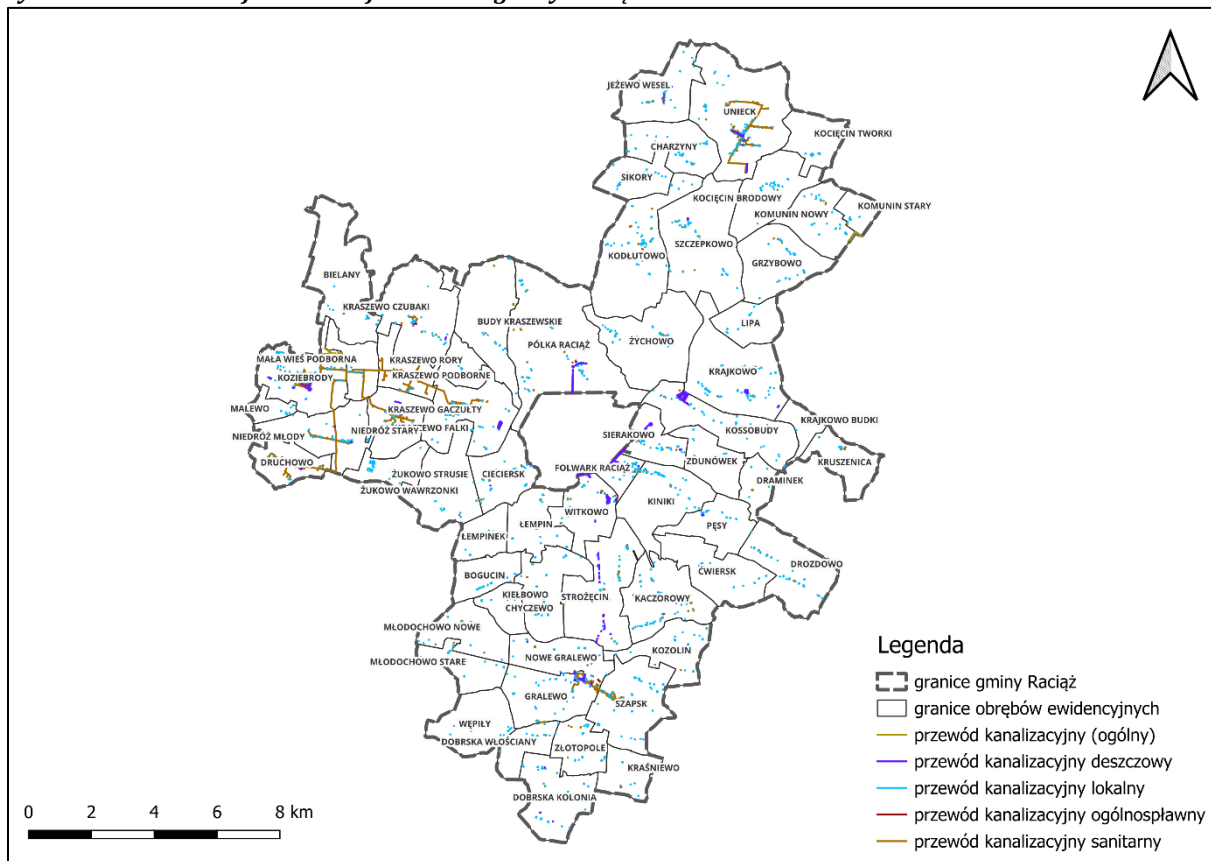 JEŻEWO WESEL
UNIECK
KOCIĘCIN TWORKI
CHARZYNY
SIKORY
KOCIĘCIN BRODOWY
KOMUNIN STARY
KOMUNIN NOWY
SZCZEPKOWO
KODŁUTOWO
GRZYBOWO
BIELANY
KRASZEWO CZUBAKI
BUDY KRASZEWSKIE
LIPA
ŻYCHOWO
PÓŁKA RACIĄŻ
MAŁA WIEŚ PODBORNA
KRASZEWO RORY
KRASZEWO PODBORNE
KOZIEBRODY
KRAJKOWO
MALEWO
KRASZEWO GACZUŁTY
KRAJKOWO BUDKI
NIEDRÓŻ MŁODY
NIEDRÓŻ STARY
EWO FALKI
SIERAKOWO
KOSSOBUDY
DRUCHOWO
ZDUNÓWEK
KRUSZENICA
FOLWARK RACIĄŻ
ŻUKOWO STRUSIE
CIECIERSK
DRAMINEK
ŻUKOWO WAWRZONKI
KINIKI
WITKOWO
ŁEMPIN
PĘSY
ŁEMPINEK
DROZDOWO
ĆWIERSK
BOGUCIN
KIEŁBOWO
STROŻĘCIN
KACZOROWY
CHYCZEWO
MŁODOCHOWO NOWE
KOZOLIN
NOWE GRALEWO
MŁODOCHOWO STARE
GRALEWO
SZAPSK
WĘPIŁY
DOBRSKA WŁOŚCIANY
ZŁOTOPOLE
KRAŚNIEWO
DOBRSKA KOLONIA
Legenda
granice gminy Raciąż
granice obrębów ewidencyjnych
przewód kanalizacyjny (ogólny)
przewód kanalizacyjny deszczowy
przewód kanalizacyjny lokalny
przewód kanalizacyjny ogólnospławny
przewód kanalizacyjny sanitarny
0 2 4 6 8 km